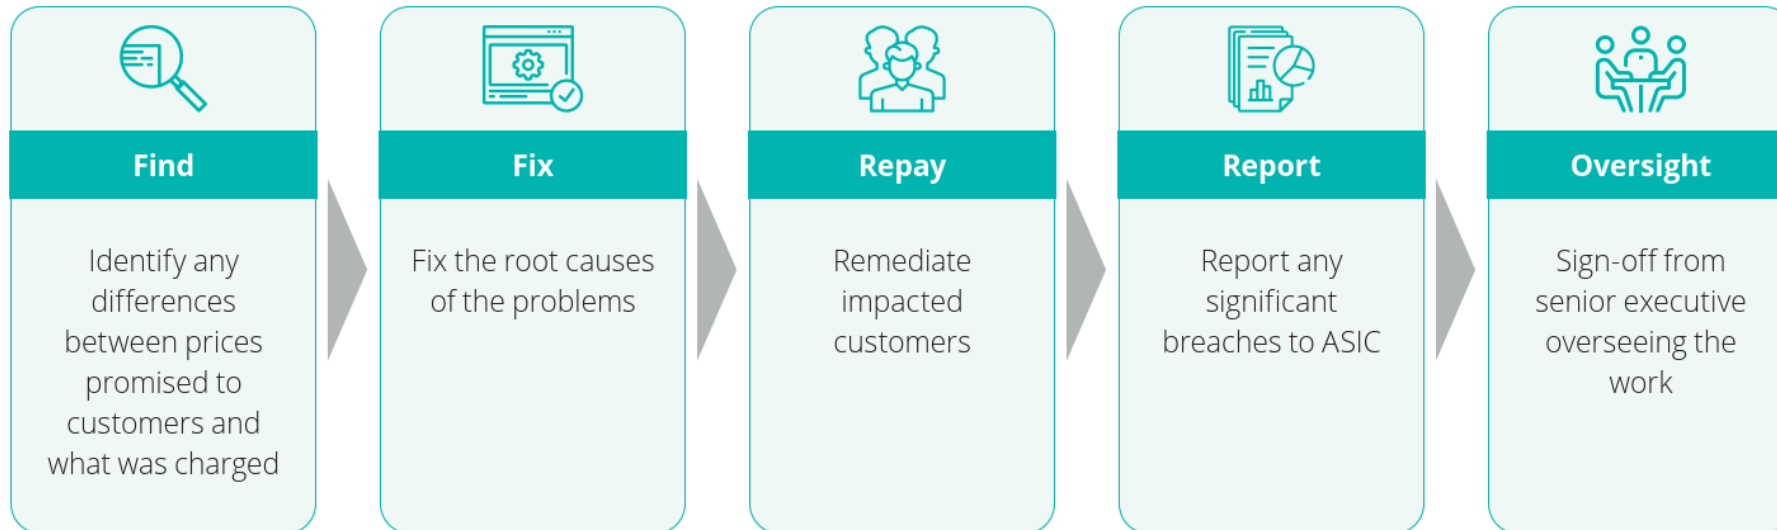 Find
Identify any
differences
between prices
promised to
customers and
what was charged
Fix
Fix the root causes
of the problems
Repay
Remediate
impacted
customers
Report
Report any
significant
breaches to ASIC
Oversight
Sign-off from
senior executive
overseeing the
work